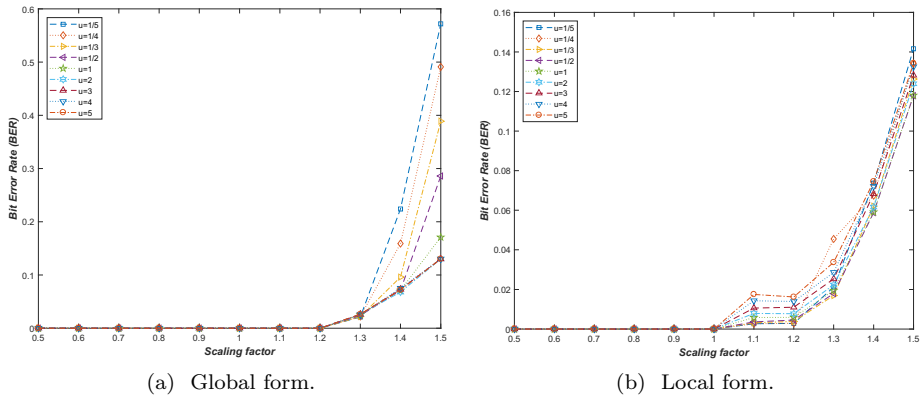 0.6
0.5
0.4
0.3
0.2
0.1
0
Bit Error Rate (BER)
u=1/5
u=1/4
u=1/3
u=1/2
u=1
u=2
u=3
u=4
u=5
0.5 0.6 0.7 0.8 0.9 1 1.1 1.2 1.3 1.4 1.5
Scaling factor
(a) Global form.
0.16
0.14
0.12
0.1
0.08
0.06
0.04
0.02
0
Bit Error Rate (BER)
u=1/5
u=1/4
u=1/3
u=1/2
u=1
u=2
u=3
u=4
u=5
0.5 0.6 0.7 0.8 0.9 1 1.1 1.2 1.3 1.4 1.5
Scaling factor
(b) Local form.